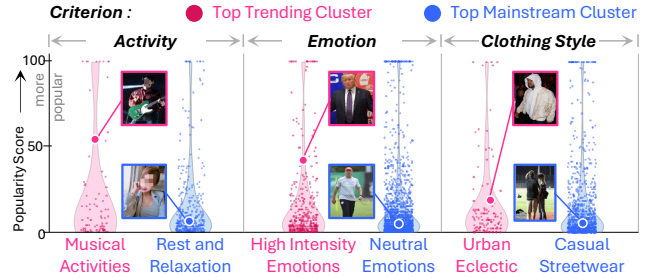 Criterion :
Top Trending Cluster
Top Mainstream Cluster
Activity
Emotion
Clothing Style
Popularity Score
more
popular
100
50
0
Musical
Activities
Rest and
Relaxation
High Intensity
Emotions
Neutral
Emotions
Urban
Eclectic
Casual
Streetwear